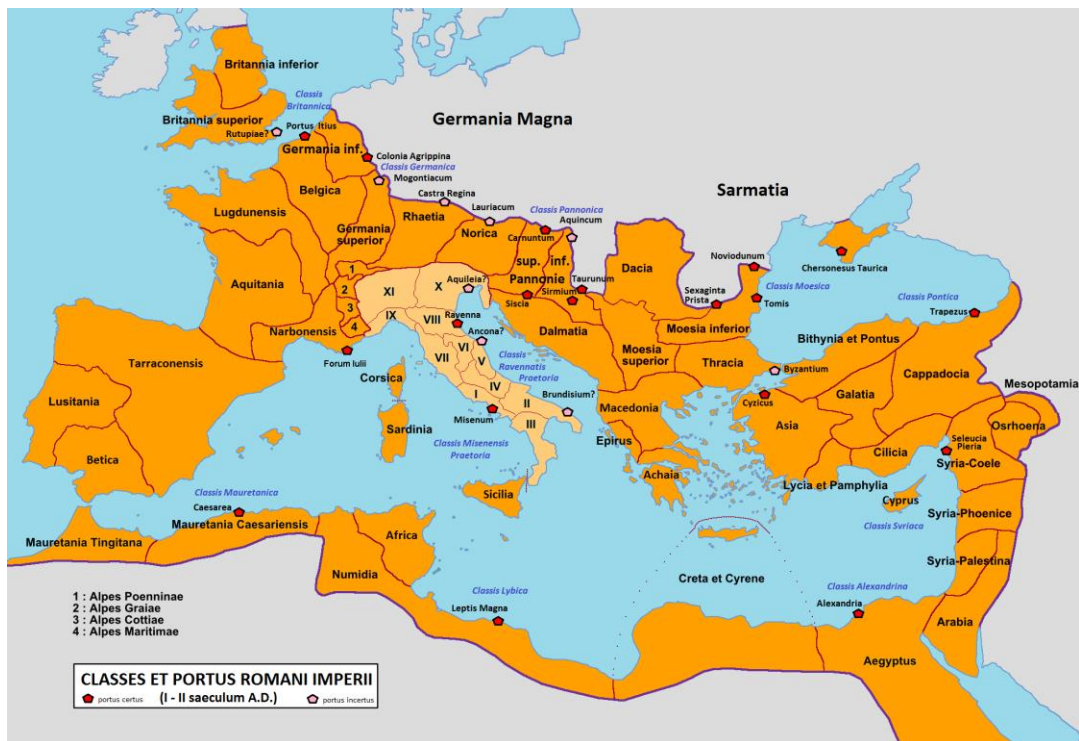 Britannia inferior
Classis
Britannica
Britannia superior
Rutupiae?
Portus Itius
Germania Magna
Germania inf.
Colonia Agrippina
Classis Germanica
Mogontiacum
Belgica
Castra Regina
Sarmatia
Lugdunensis
Germania
superior
Rhaetia
Lauriacum
Norica
Classis Pannonica
Aquincum
Carnuntum
sup.
inf.
Pannonie
Dacia
Noviodunum
Chersonesus Taurica
Aquitania
1
2
3
4
XI
X
Aquileia?
Siscia
Sirmium
Taurunum
Sexaginta
Prista
Classis Moesica
Tomis
Classis Pontica
Trapezus
IX
VIII
Ravenna
Narbonensis
Forum Iulii
Ancona?
Dalmatia
Moesia inferior
Moesia
superior
Thracia
Bithynia et Pontus
Byzantium
Cappadocia
Mesopotamia
Tarraconensis
Corsica
VII
VI
V
IV
I
II
III
Classis
Ravennatis
Praetoria
Brundisium?
Macedonia
Cyzicus
Galatia
Osrhoena
Lusitania
Sardinia
Misenum
Classis Misenensis
Praetoria
Epirus
Asia
Seleucia
Pieria
Cilicia
Syria-Coele
Betica
Achaia
Lycia et Pamphylia
Cyprus
Classis Syriaca
Syria-Phoenice
Sicilia
Classis Mauretanica
Caesarea
Mauretania Caesariensis
Mauretania Tingitana
Africa
Numidia
Syria-Palestina
Creta et Cyrene
Classis Lybica
Leptis Magna
Classis Alexandrina
Alexandria
Arabia
Aegyptus
1 : Alpes Poenninae
2 : Alpes Graiae
3 : Alpes Cottiae
4 : Alpes Maritimae
CLASSES ET PORTUS ROMANI IMPERII
portus certus (I - II saeculum A.D.) portus incertus